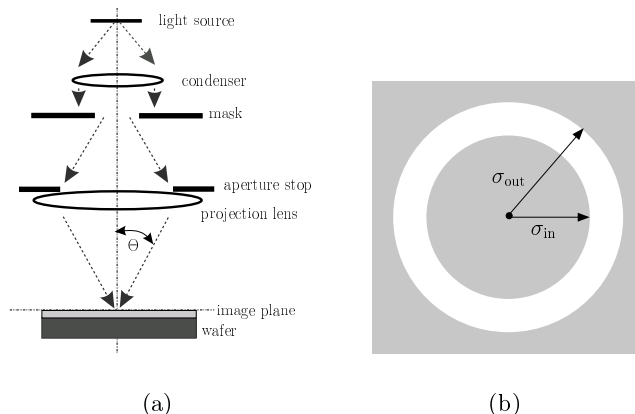 light source
condenser
mask
aperture stop
projection lens
Θ
image plane
wafer
(a)
σout
σin
(b)